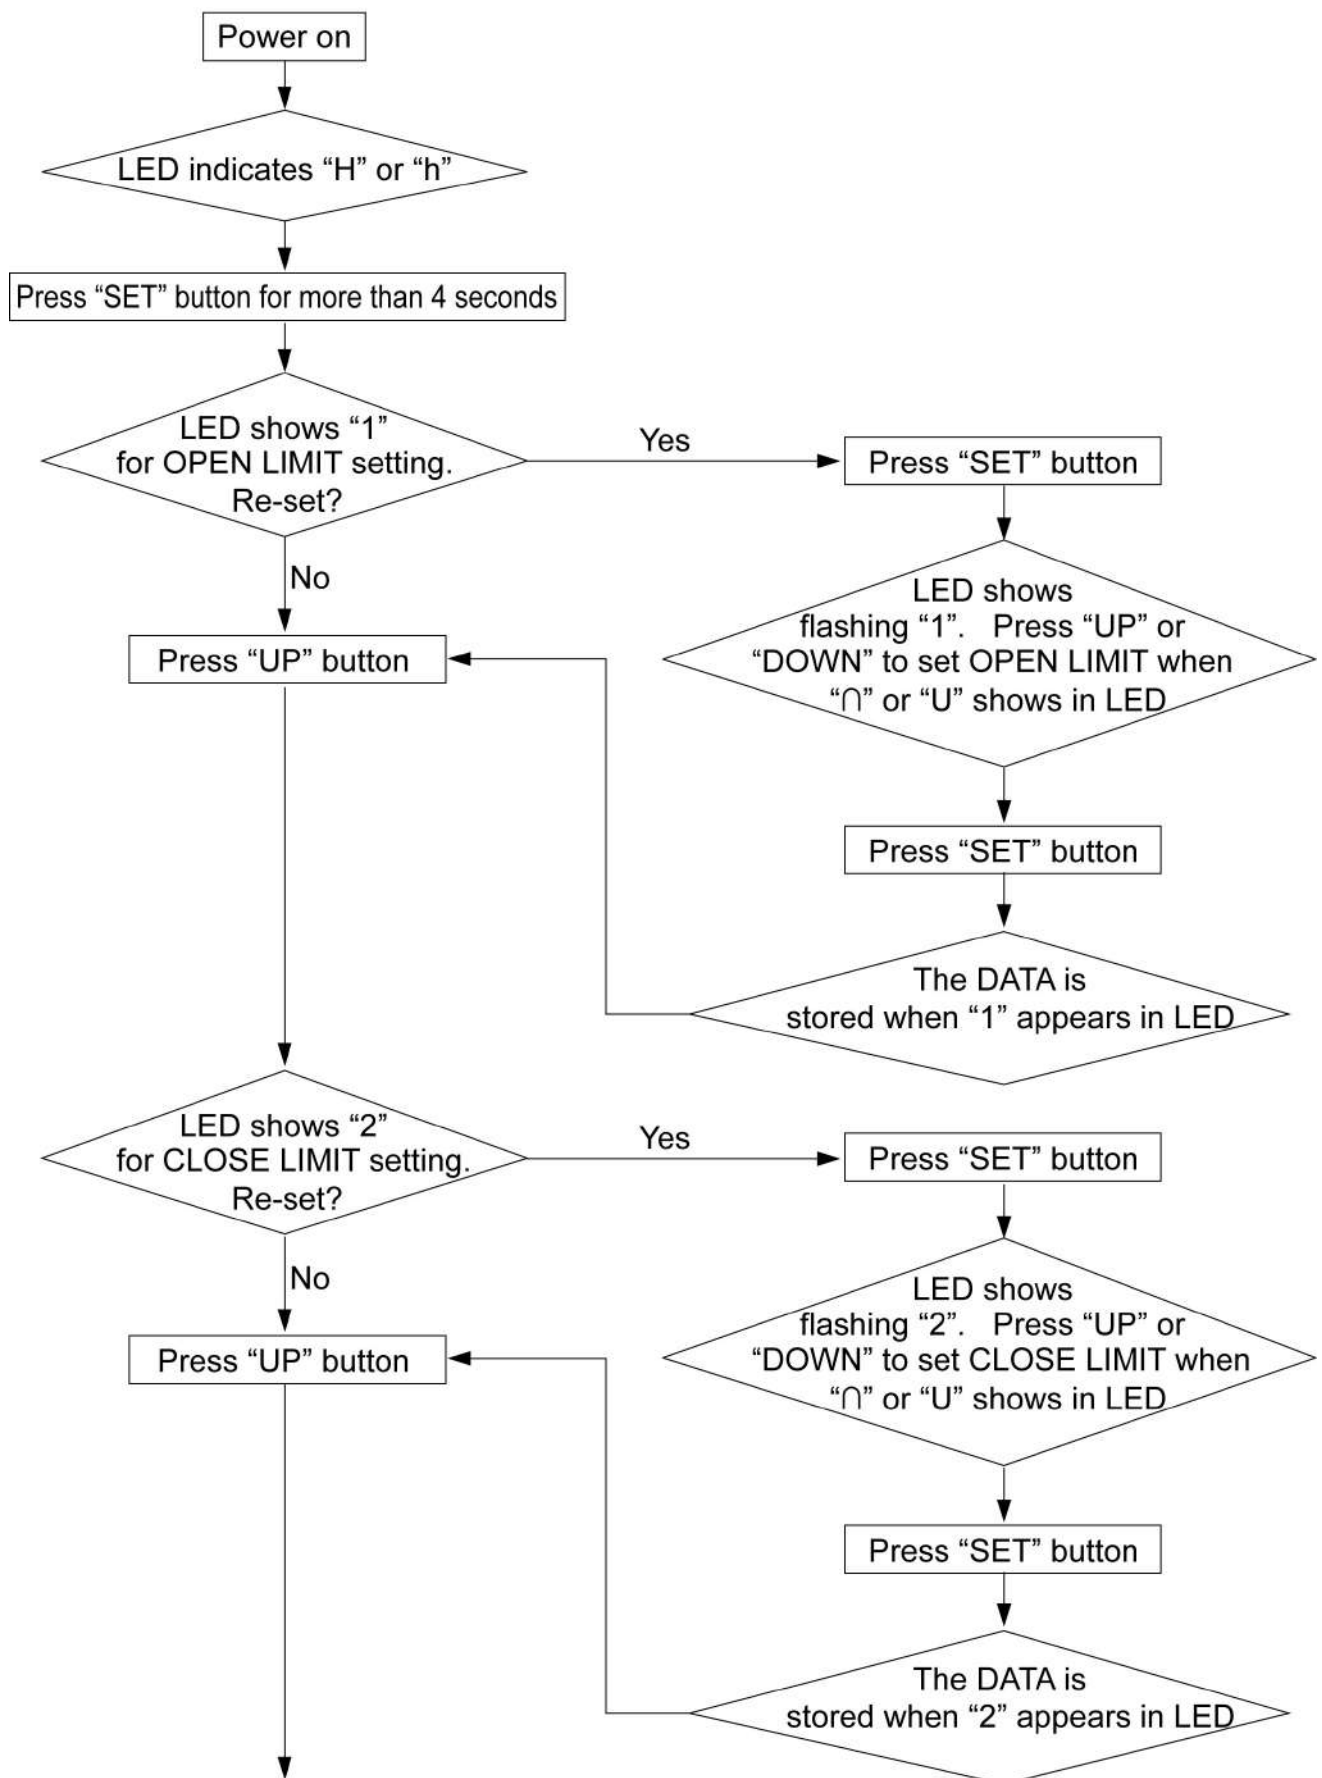 Power on
LED indicates “H” or “h”
Press “SET” button for more than 4 seconds
LED shows “1”
for OPEN LIMIT setting.
Re-set?
Yes
Press “SET” button
No
LED shows
flashing “1”. Press “UP” or
“DOWN” to set OPEN LIMIT when
“∩” or “U” shows in LED
Press “UP” button
Press “SET” button
The DATA is
stored when “1” appears in LED
LED shows “2”
for CLOSE LIMIT setting.
Re-set?
Yes
Press “SET” button
No
LED shows
flashing “2”. Press “UP” or
“DOWN” to set CLOSE LIMIT when
“∩” or “U” shows in LED
Press “UP” button
Press “SET” button
The DATA is
stored when “2” appears in LED